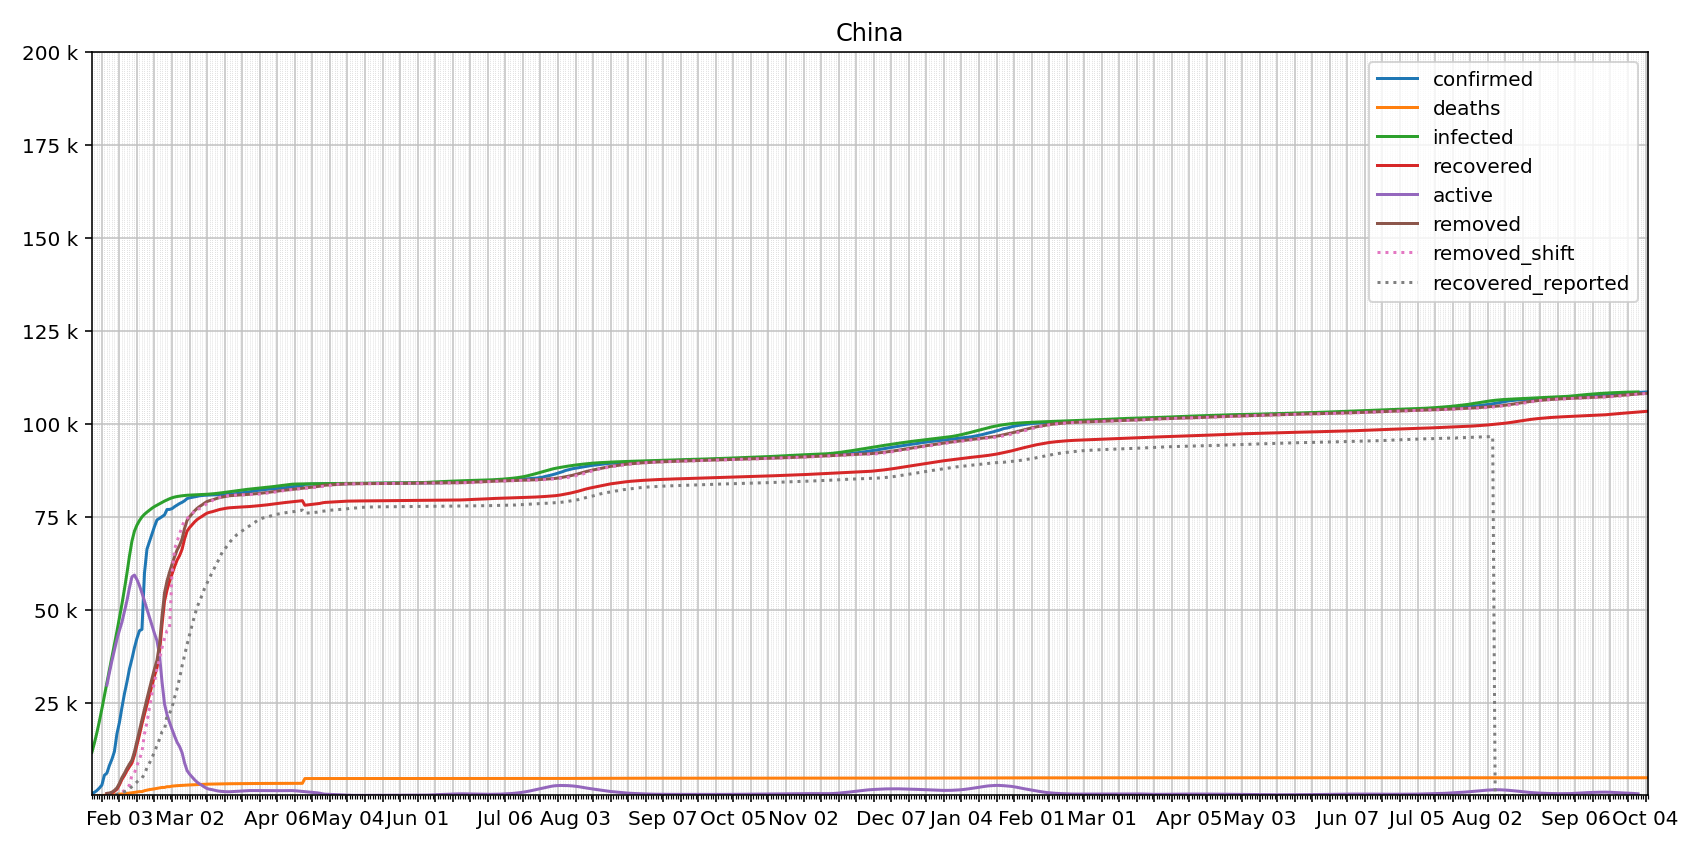 China
200 k
175 k
150 k
125 k
100 k
75 k
50 k
25 k
confirmed
deaths
infected
recovered
active
removed
removed_shift
recovered_reported
Feb 03 Mar 02 Apr 06 May 04 Jun 01 Jul 06 Aug 03 Sep 07 Oct 05 Nov 02 Dec 07 Jan 04 Feb 01 Mar 01 Apr 05 May 03 Jun 07 Jul 05 Aug 02 Sep 06 Oct 04